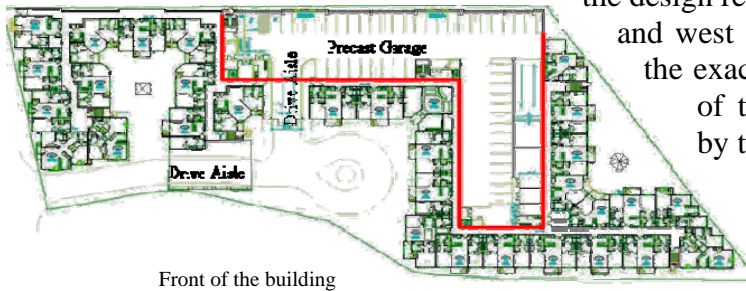 the design re
and west
the exac
of t
by t
Precast Garage
Drive Aisle
Drive Aisle
Front of the building